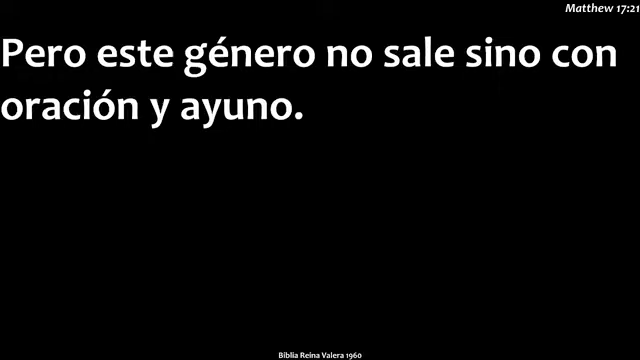 Matthew 17:21
Pero este género no sale sino con
oración y ayuno.
Biblia Reina Valera 1960